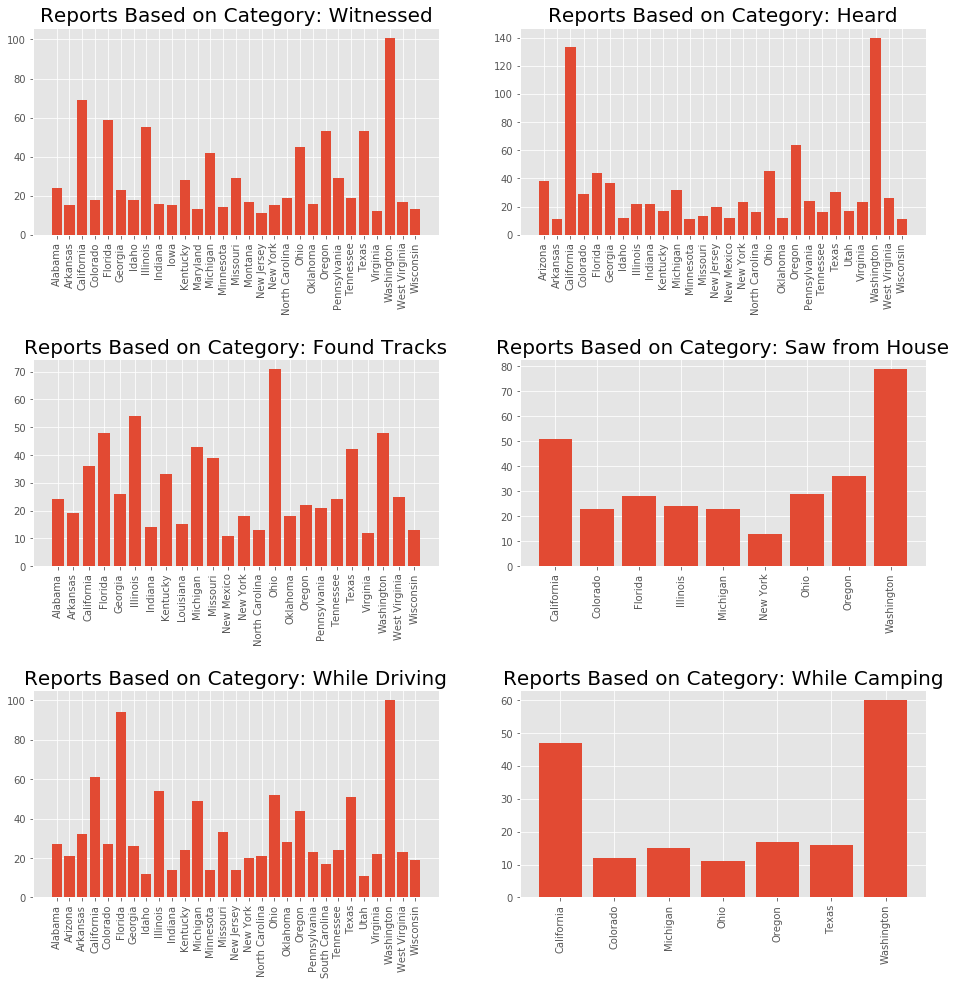 Reports Based on Category: Witnessed
100
80
60
40
20
0
Alabama
Arkansas
California
Colorado
Florida
Georgia
Idaho
Illinois
Indiana
Iowa
Kentucky
Maryland
Michigan
Minnesota
Missouri
Montana
New Jersey
New York
North Carolina
Ohio
Oklahoma
Oregon
Pennsylvania
Tennessee
Texas
Virginia
Washington
West Virginia
Wisconsin
Reports Based on Category: Heard
140
120
100
80
60
40
20
0
Arizona
Arkansas
California
Colorado
Florida
Georgia
Idaho
Illinois
Indiana
Kentucky
Michigan
Minnesota
Missouri
New Jersey
New Mexico
New York
North Carolina
Ohio
Oklahoma
Oregon
Pennsylvania
Tennessee
Texas
Utah
Virginia
Washington
West Virginia
Wisconsin
Reports Based on Category: Found Tracks
70
60
50
40
30
20
10
0
Alabama
Arkansas
California
Florida
Georgia
Illinois
Indiana
Kentucky
Louisiana
Michigan
Missouri
New Mexico
New York
North Carolina
Ohio
Oklahoma
Oregon
Pennsylvania
Tennessee
Texas
Virginia
Washington
West Virginia
Wisconsin
Reports Based on Category: Saw from House
80
70
60
50
40
30
20
10
0
California
Colorado
Florida
Illinois
Michigan
New York
Ohio
Oregon
Washington
Reports Based on Category: While Driving
100
80
60
40
20
0
Alabama
Arizona
Arkansas
California
Colorado
Florida
Georgia
Idaho
Illinois
Indiana
Kentucky
Michigan
Minnesota
Missouri
New Jersey
New York
North Carolina
Ohio
Oklahoma
Oregon
Pennsylvania
South Carolina
Tennessee
Texas
Utah
Virginia
Washington
West Virginia
Wisconsin
Reports Based on Category: While Camping
60
50
40
30
20
10
0
California
Colorado
Michigan
Ohio
Oregon
Texas
Washington